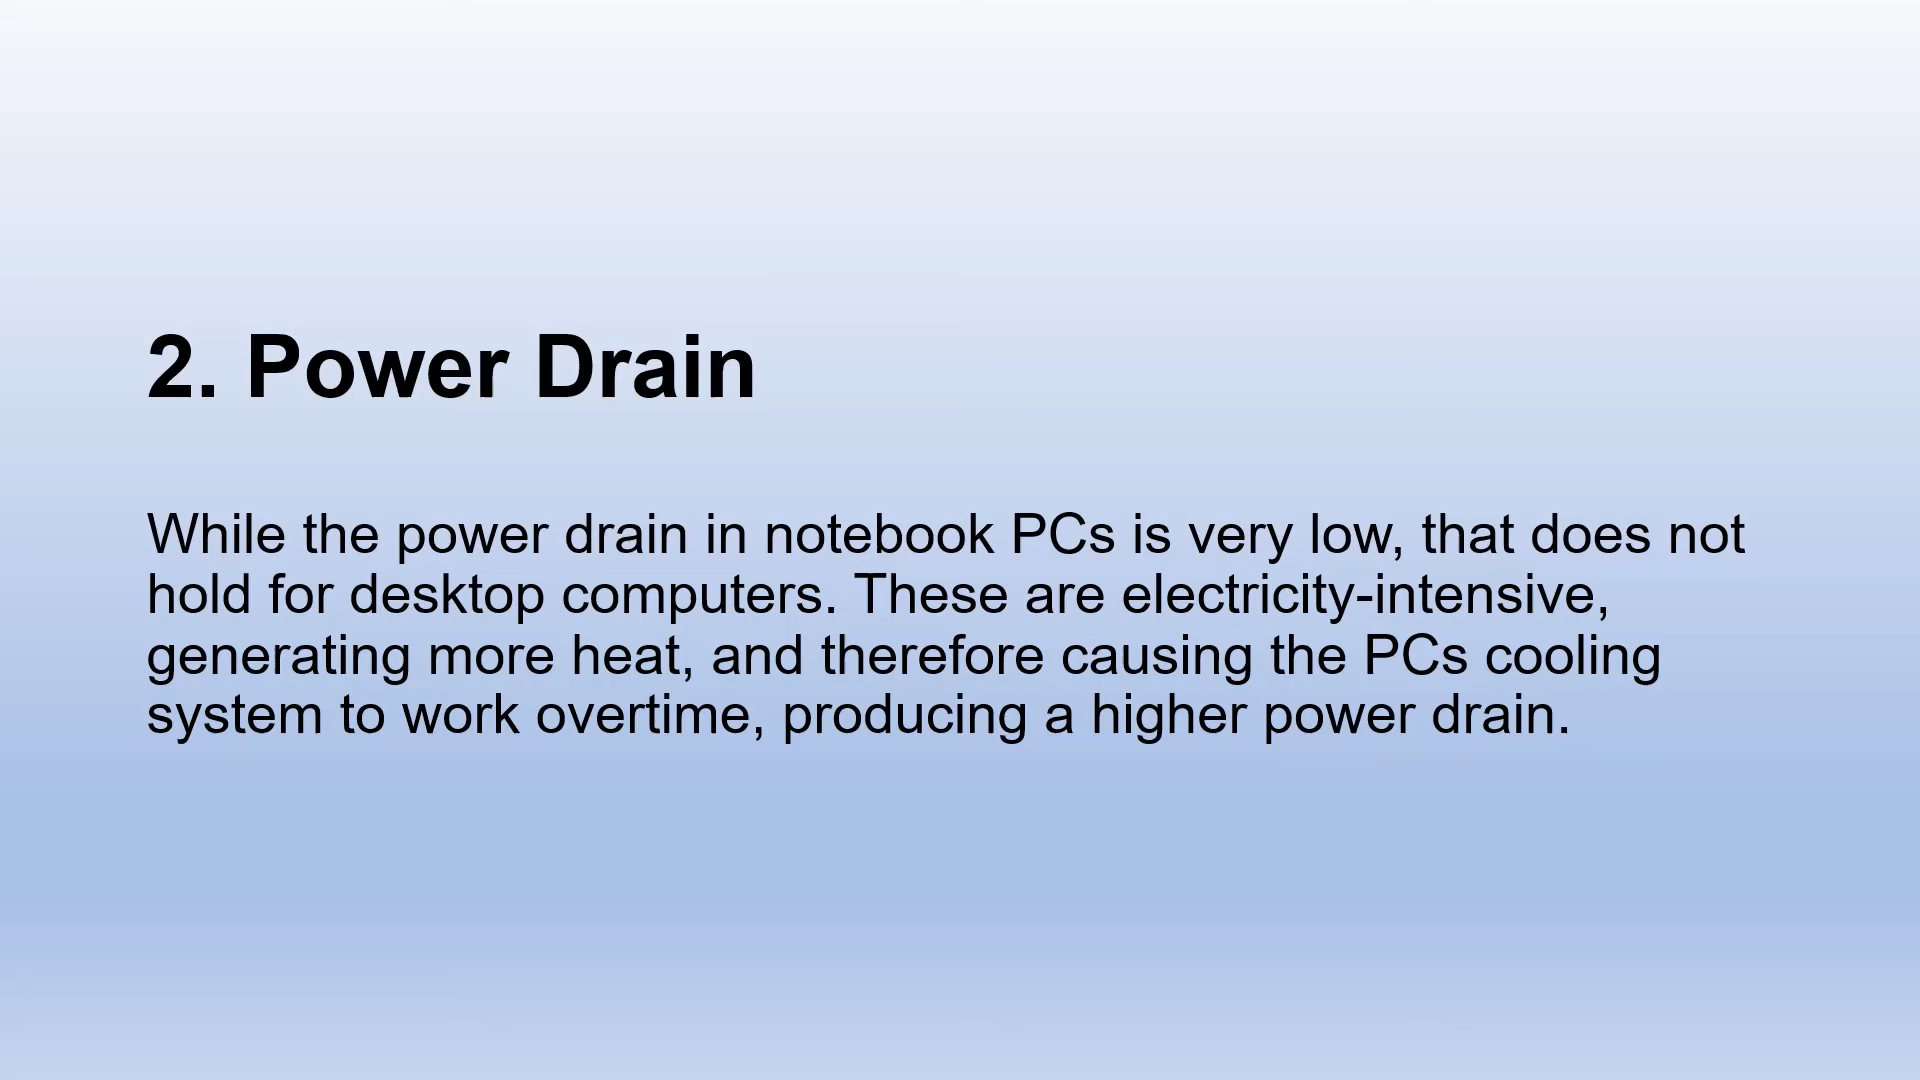 2. Power Drain
While the power drain in notebook PCs is very low, that does not
hold for desktop computers. These are electricity-intensive,
generating more heat, and therefore causing the PCs cooling
system to work overtime, producing a higher power drain.